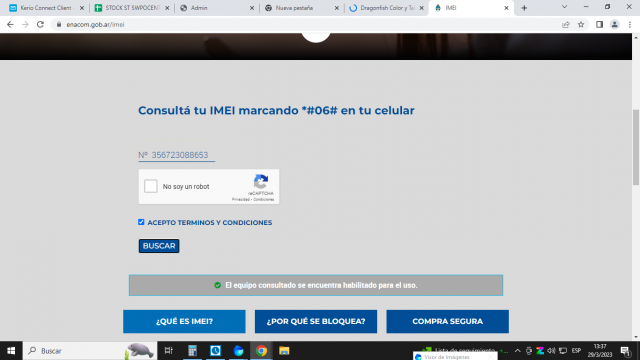 Kerio Connect Client
STOCK ST SWPOCENT
Admin
Nueva pestaña
Dragonfish Color y Ta
IMEI
enacom.gob.ar/imei
Consultá tu IMEI marcando *#06# en tu celular
Nº 356723088653
No soy un robot
reCAPTCHA
Privacidad - Condiciones
ACEPTO TERMINOS Y CONDICIONES
BUSCAR
El equipo consultado se encuentra habilitado para el uso.
¿QUÉ ES IMEI?
¿POR QUÉ SE BLOQUEA?
COMPRA SEGURA
Buscar
ESP
13:37
29/3/2023
Visor de imágenes